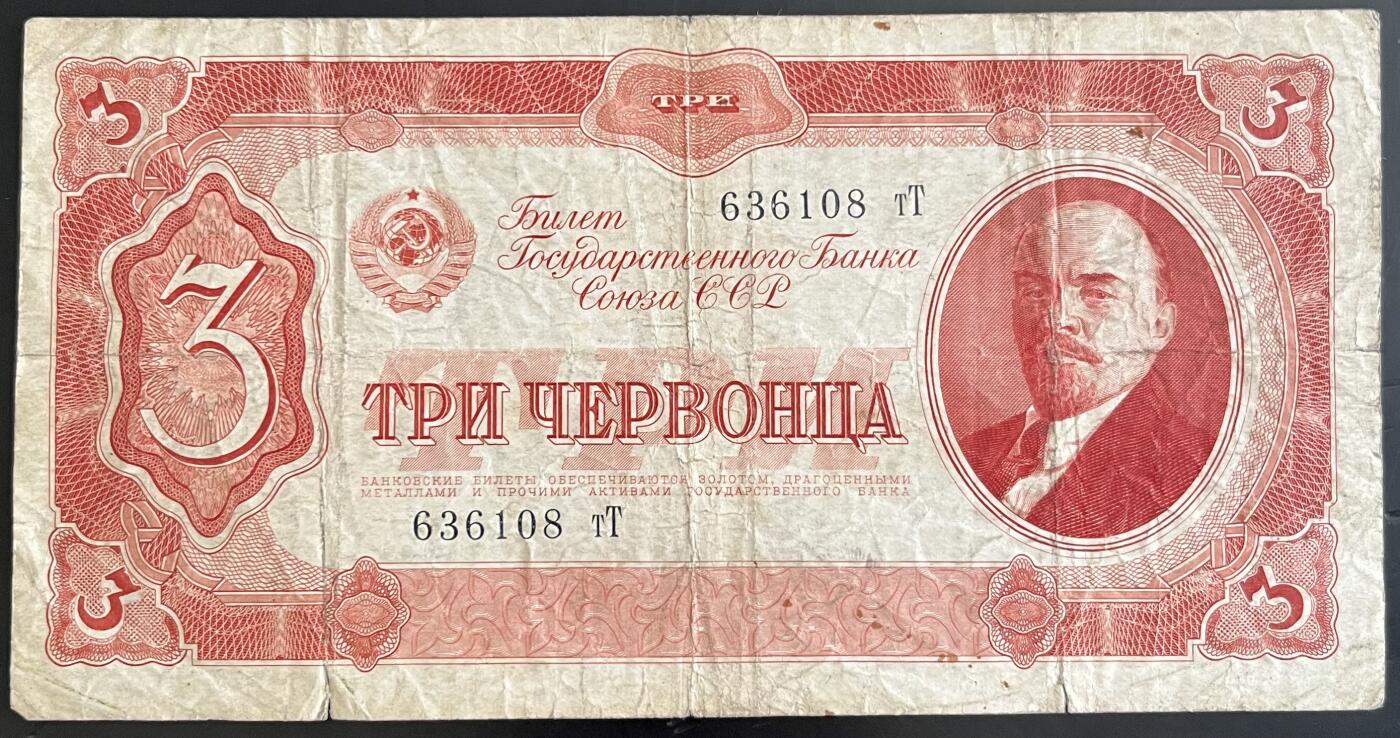 3
ТРИ
3
636108 тТ
Билет
Государственного Банка
Союза ССР
3
ТРИ
ТРИ ЧЕРВОНЦА
БАНКОВСКИЕ БИЛЕТЫ ОБЕСПЕЧИВАЮТСЯ ЗОЛОТОМ, ДРАГОЦЕННЫМИ
МЕТАЛЛАМИ И ПРОЧИМИ АКТИВАМИ ГОСУДАРСТВЕННОГО БАНКА
636108 тТ
3
3